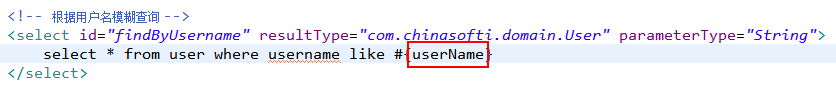 <!-- 根据用户名模糊查询 -->
<select id="findByUsername" resultType="com.chinasofti.domain.User" parameterType="String">
select * from user where username like #{userName}
</select>